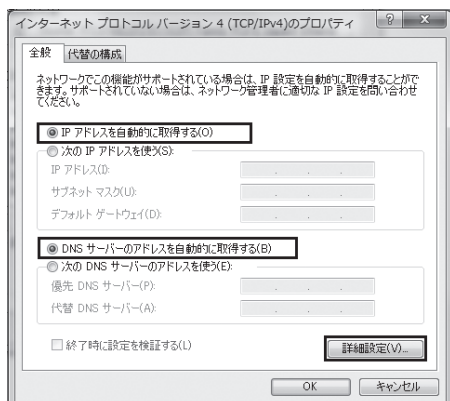 インターネット プロトコル バージョン 4 (TCP/IPv4)のプロパティ
全般
代替の構成
ネットワークでこの機能がサポートされている場合は、IP 設定を自動的に取得することがで
きます。サポートされていない場合は、ネットワーク管理者に適切な IP 設定を問い合わせ
てください。
IP アドレスを自動的に取得する(O)
次の IP アドレスを使う(S):
IP アドレス(I):
サブネット マスク(U):
デフォルト ゲートウェイ(D):
DNS サーバーのアドレスを自動的に取得する(B)
次の DNS サーバーのアドレスを使う(E):
優先 DNS サーバー(P):
代替 DNS サーバー(A):
終了時に設定を検証する(L)
詳細設定(V)...
OK
キャンセル